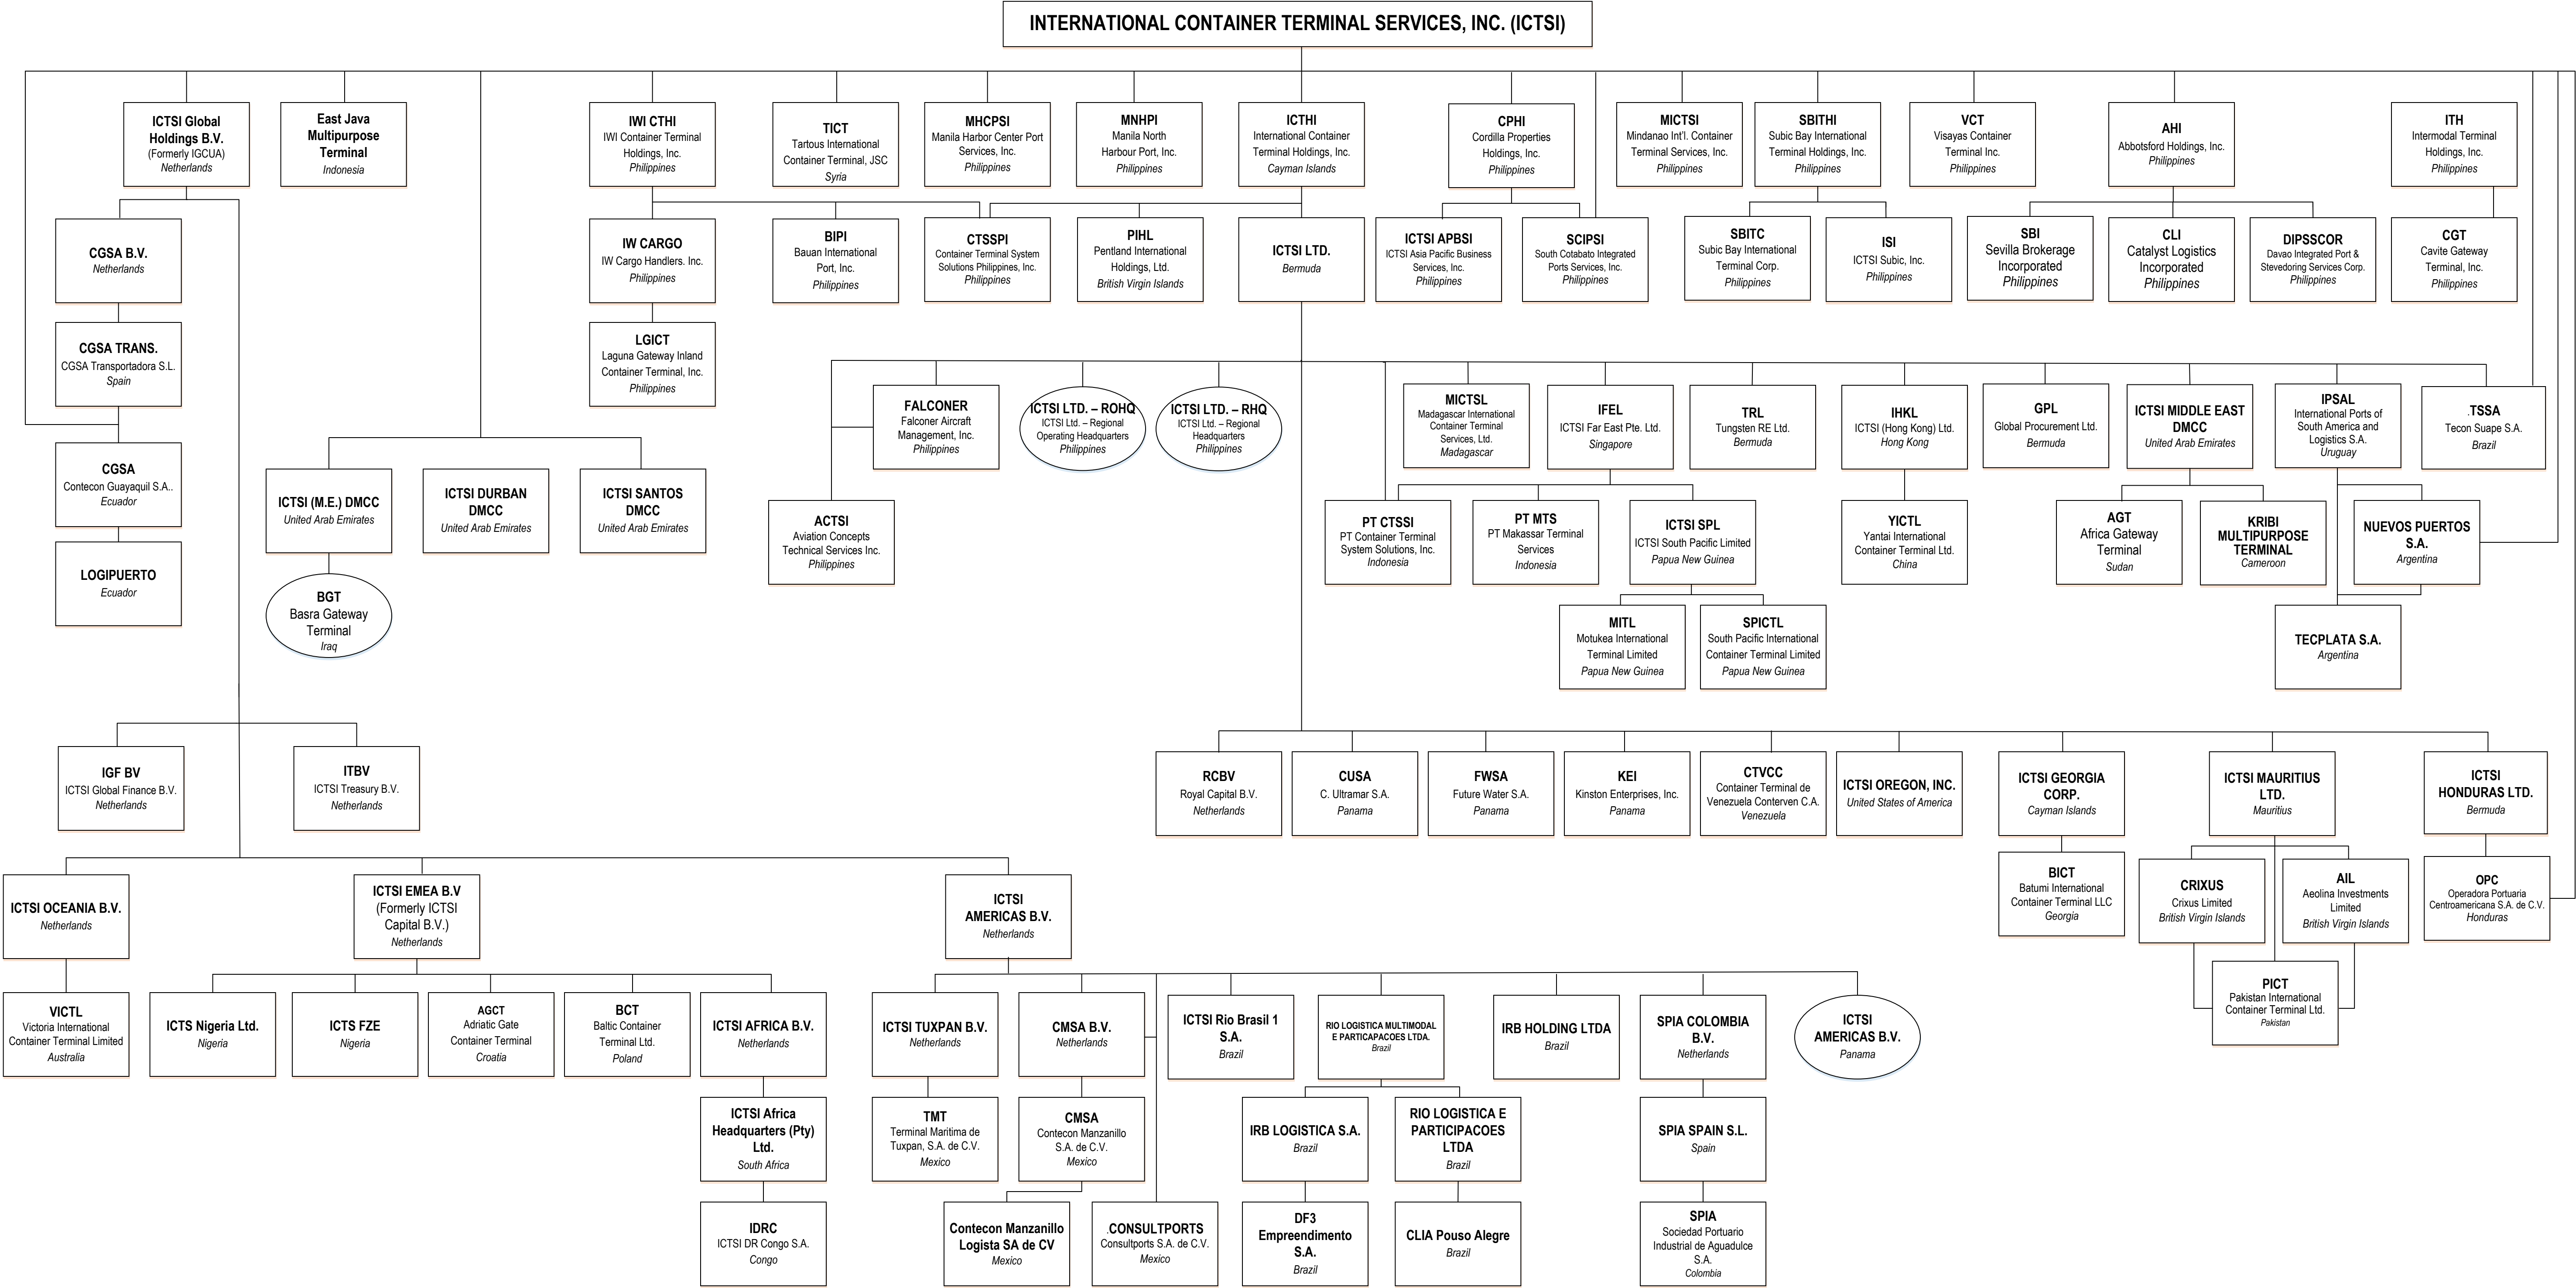 INTERNATIONAL CONTAINER TERMINAL SERVICES, INC. (ICTSI)
ICTSI Global
Holdings B.V.
(Formerly IGCUA)
Netherlands
East Java
Multipurpose
Terminal
Indonesia
IWI CTHI
IWI Container Terminal
Holdings, Inc.
Philippines
TICT
Tartous International
Container Terminal, JSC
Syria
MHCPSI
Manila Harbor Center Port
Services, Inc.
Philippines
MNHPI
Manila North
Harbour Port, Inc.
Philippines
ICTHI
International Container
Terminal Holdings, Inc.
Cayman Islands
CPHI
Cordilla Properties
Holdings, Inc.
Philippines
MICTSI
Mindanao Int'l. Container
Terminal Services, Inc.
Philippines
SBITHI
Subic Bay International
Terminal Holdings, Inc.
Philippines
VCT
Visayas Container
Terminal Inc.
Philippines
AHI
Abbotsford Holdings, Inc.
Philippines
ITH
Intermodal Terminal
Holdings, Inc.
Philippines
CGSA B.V.
Netherlands
IW CARGO
IW Cargo Handlers. Inc.
Philippines
BIPI
Bauan International
Port, Inc.
Philippines
CTSSPI
Container Terminal System
Solutions Philippines, Inc.
Philippines
PIHL
Pentland International
Holdings, Ltd.
British Virgin Islands
ICTSI LTD.
Bermuda
ICTSI APBSI
ICTSI Asia Pacific Business
Services, Inc.
Philippines
SCIPSI
South Cotabato Integrated
Ports Services, Inc.
Philippines
SBITC
Subic Bay International
Terminal Corp.
Philippines
ISI
ICTSI Subic, Inc.
Philippines
SBI
Sevilla Brokerage
Incorporated
Philippines
CLI
Catalyst Logistics
Incorporated
Philippines
DIPSSCOR
Davao Integrated Port &
Stevedoring Services Corp.
Philippines
CGT
Cavite Gateway
Terminal, Inc.
Philippines
CGSA TRANS.
CGSA Transportadora S.L.
Spain
LGICT
Laguna Gateway Inland
Container Terminal, Inc.
Philippines
FALCONER
Falconer Aircraft
Management, Inc.
Philippines
ICTSI LTD. – ROHQ
ICTSI Ltd. – Regional
Operating Headquarters
Philippines
ICTSI LTD. – RHQ
ICTSI Ltd. – Regional
Headquarters
Philippines
MICTSL
Madagascar International
Container Terminal
Services, Ltd.
Madagascar
IFEL
ICTSI Far East Pte. Ltd.
Singapore
TRL
Tungsten RE Ltd.
Bermuda
IHKL
ICTSI (Hong Kong) Ltd.
Hong Kong
GPL
Global Procurement Ltd.
Bermuda
ICTSI MIDDLE EAST
DMCC
United Arab Emirates
IPSAL
International Ports of
South America and
Logistics S.A.
Uruguay
.TSSA
Tecon Suape S.A.
Brazil
CGSA
Contecon Guayaquil S.A..
Ecuador
ICTSI (M.E.) DMCC
United Arab Emirates
ICTSI DURBAN
DMCC
United Arab Emirates
ICTSI SANTOS
DMCC
United Arab Emirates
ACTSI
Aviation Concepts
Technical Services Inc.
Philippines
PT CTSSI
PT Container Terminal
System Solutions, Inc.
Indonesia
PT MTS
PT Makassar Terminal
Services
Indonesia
ICTSI SPL
ICTSI South Pacific Limited
Papua New Guinea
YICTL
Yantai International
Container Terminal Ltd.
China
AGT
Africa Gateway
Terminal
Sudan
KRIBI
MULTIPURPOSE
TERMINAL
Cameroon
NUEVOS PUERTOS
S.A.
Argentina
LOGIPUERTO
Ecuador
BGT
Basra Gateway
Terminal
Iraq
MITL
Motukea International
Terminal Limited
Papua New Guinea
SPICTL
South Pacific International
Container Terminal Limited
Papua New Guinea
TECPLATA S.A.
Argentina
IGF BV
ICTSI Global Finance B.V.
Netherlands
ITBV
ICTSI Treasury B.V.
Netherlands
RCBV
Royal Capital B.V.
Netherlands
CUSA
C. Ultramar S.A.
Panama
FWSA
Future Water S.A.
Panama
KEI
Kinston Enterprises, Inc.
Panama
CTVCC
Container Terminal de
Venezuela Conterven C.A.
Venezuela
ICTSI OREGON, INC.
United States of America
ICTSI GEORGIA
CORP.
Cayman Islands
ICTSI MAURITIUS
LTD.
Mauritius
ICTSI
HONDURAS LTD.
Bermuda
BICT
Batumi International
Container Terminal LLC
Georgia
CRIXUS
Crixus Limited
British Virgin Islands
AIL
Aeolina Investments
Limited
British Virgin Islands
OPC
Operadora Portuaria
Centroamericana S.A. de C.V.
Honduras
ICTSI OCEANIA B.V.
Netherlands
ICTSI EMEA B.V
(Formerly ICTSI
Capital B.V.)
Netherlands
ICTSI
AMERICAS B.V.
Netherlands
PICT
Pakistan International
Container Terminal Ltd.
Pakistan
VICTL
Victoria International
Container Terminal Limited
Australia
ICTS Nigeria Ltd.
Nigeria
ICTS FZE
Nigeria
AGCT
Adriatic Gate
Container Terminal
Croatia
BCT
Baltic Container
Terminal Ltd.
Poland
ICTSI AFRICA B.V.
Netherlands
ICTSI TUXPAN B.V.
Netherlands
CMSA B.V.
Netherlands
ICTSI Rio Brasil 1
S.A.
Brazil
RIO LOGISTICA MULTIMODAL
E PARTICAPACOES LTDA.
Brazil
IRB HOLDING LTDA
Brazil
SPIA COLOMBIA
B.V.
Netherlands
ICTSI
AMERICAS B.V.
Panama
ICTSI Africa
Headquarters (Pty)
Ltd.
South Africa
TMT
Terminal Maritima de
Tuxpan, S.A. de C.V.
Mexico
CMSA
Contecon Manzanillo
S.A. de C.V.
Mexico
IRB LOGISTICA S.A.
Brazil
RIO LOGISTICA E
PARTICIPACOES
LTDA
Brazil
SPIA SPAIN S.L.
Spain
IDRC
ICTSI DR Congo S.A.
Congo
Contecon Manzanillo
Logista SA de CV
Mexico
.CONSULTPORTS
Consultports S.A. de C.V.
Mexico
DF3
Empreendimento
S.A.
Brazil
CLIA Pouso Alegre
Brazil
SPIA
Sociedad Portuario
Industrial de Aguadulce
S.A.
Colombia